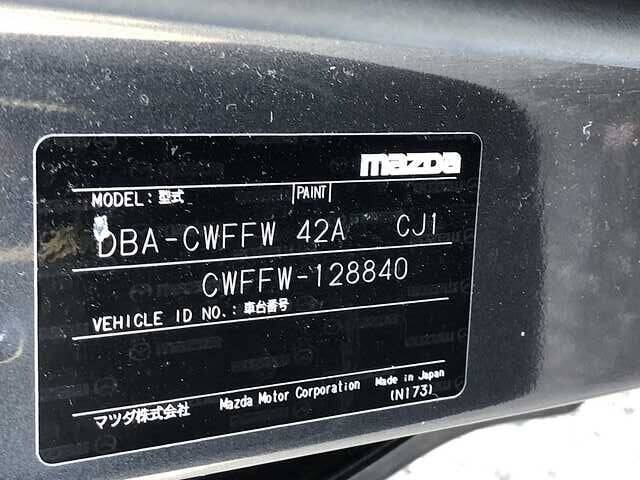 mazda
MODEL : 型式 PAINT
DBA-CWFFW 42A CJ1
CWFFW-128840
VEHICLE ID NO. : 車台番号
マツダ株式会社 Mazda Motor Corporation Made in Japan
(N173)